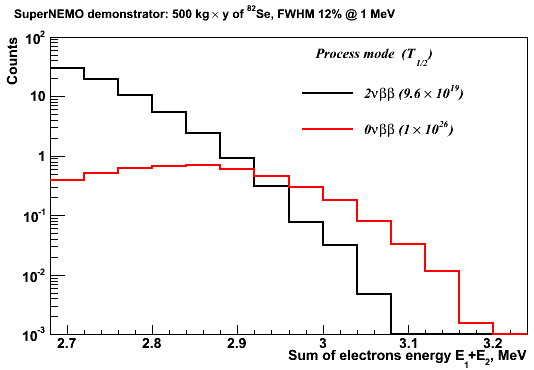 SuperNEMO demonstrator: 500 kg × y of ⁸²Se, FWHM 12% @ 1 MeV
Counts
Process mode (T₁/₂)
2νββ (9.6 × 10¹⁹)
0νββ (1 × 10²⁶)
10²
10
1
10⁻¹
10⁻²
10⁻³
2.7 2.8 2.9 3 3.1 3.2
Sum of electrons energy E₁+E₂, MeV